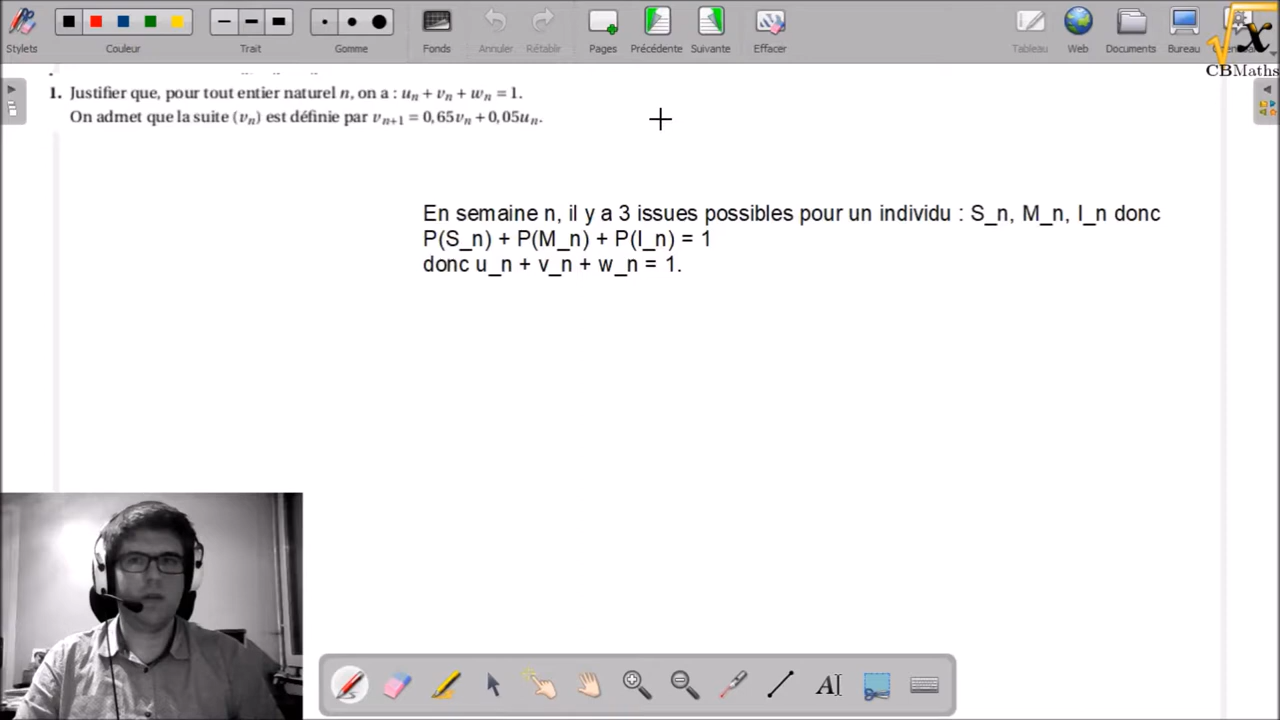 Stylets Couleur Trait Gomme Fonds Annuler Rétablir Pages Précédente Suivante Effacer Tableau Web Documents Bureau
√x
CBMaths
1. Justifier que, pour tout entier naturel n, on a : uₙ + vₙ + wₙ = 1.
On admet que la suite (vₙ) est définie par vₙ₊₁ = 0,65vₙ + 0,05uₙ.
En semaine n, il y a 3 issues possibles pour un individu : S_n, M_n, I_n donc
P(S_n) + P(M_n) + P(I_n) = 1
donc u_n + v_n + w_n = 1.